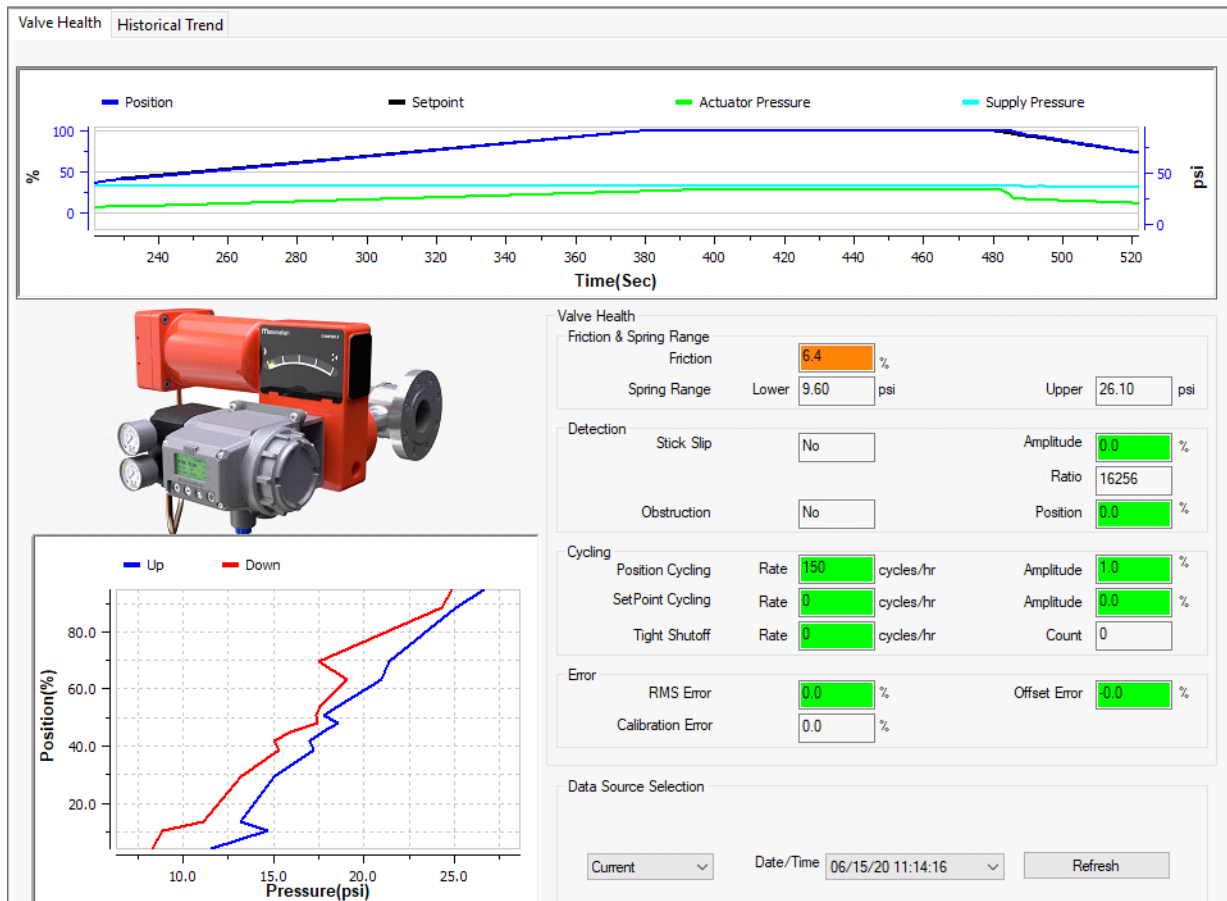 Valve Health Historical Trend
Position Setpoint Actuator Pressure Supply Pressure
100
50
0
%
50
0
psi
240 260 280 300 320 340 360 380 400 420 440 460 480 500 520
Time(Sec)
Masoneilan
Valve Health
Friction & Spring Range
Friction 6.4 %
Spring Range Lower 9.60 psi Upper 26.10 psi
Detection
Stick Slip No Amplitude 0.0 %
Ratio 16256
Obstruction No Position 0.0 %
Cycling
Position Cycling Rate 150 cycles/hr Amplitude 1.0 %
SetPoint Cycling Rate 0 cycles/hr Amplitude 0.0 %
Tight Shutoff Rate 0 cycles/hr Count 0
Error
RMS Error 0.0 % Offset Error -0.0 %
Calibration Error 0.0 %
Up Down
80.0
60.0
40.0
20.0
Position(%)
10.0 15.0 20.0 25.0
Pressure(psi)
Data Source Selection
Current Date/Time 06/15/20 11:14:16 Refresh